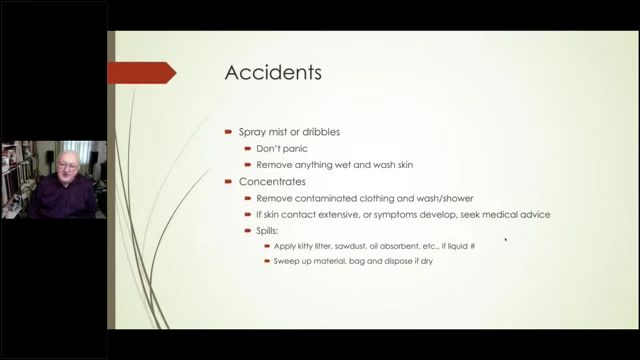 Accidents
Spray mist or dribbles
Don't panic
Remove anything wet and wash skin
Concentrates
Remove contaminated clothing and wash/shower
If skin contact extensive, or symptoms develop, seek medical advice
Spills:
Apply kitty litter, sawdust, oil absorbent, etc., if liquid #
Sweep up material, bag and dispose if dry